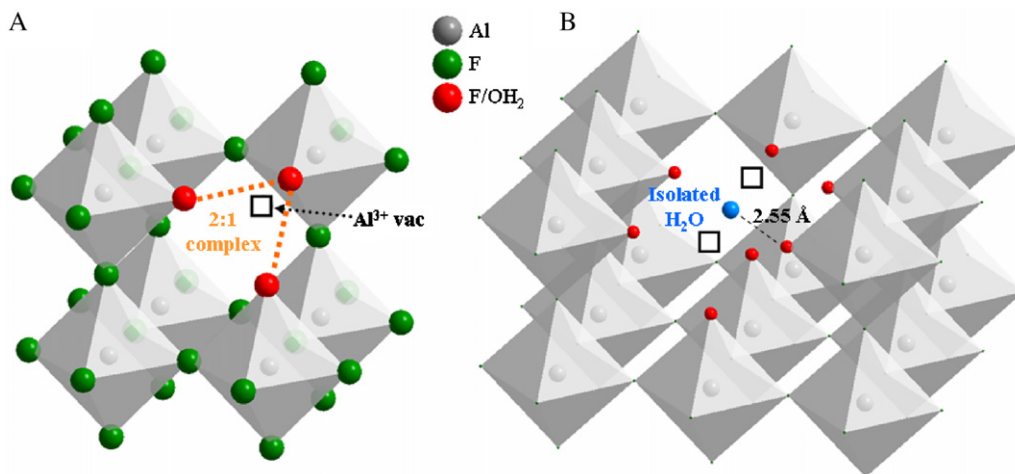 A
Al
F
F/OH₂
2:1
complex
Al³⁺ vac
B
Isolated
H₂O
2.55 Å